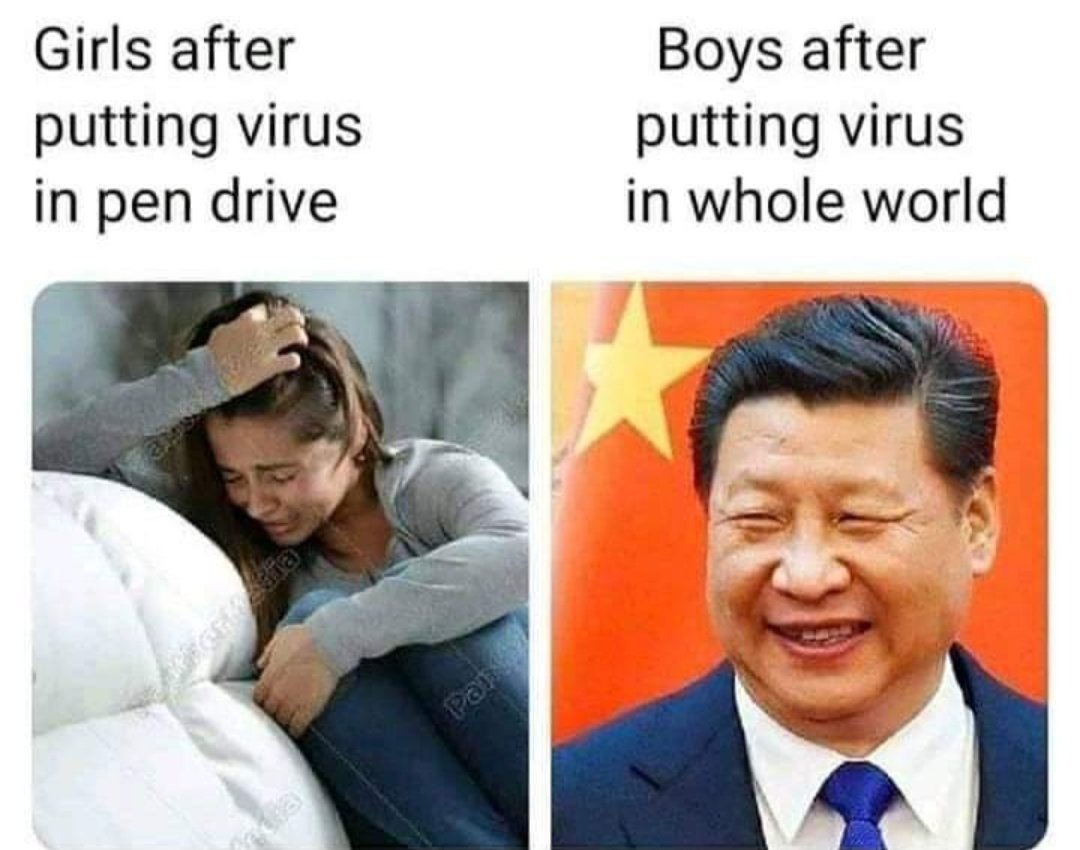 Girls after
putting virus
in pen drive
Boys after
putting virus
in whole world